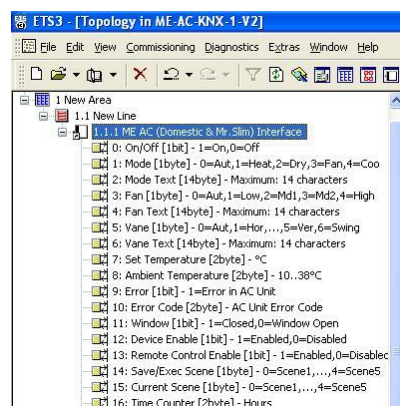 ETS3 - [Topology in ME-AC-KNX-1-V2]
File Edit View Commissioning Diagnostics Extras Window Help
1 New Area
1.1 New Line
1.1.1 ME AC (Domestic & Mr.Slim) Interface
0: On/Off [1bit] - 1=On,0=Off
1: Mode [1byte] - 0=Aut,1=Heat,2=Dry,3=Fan,4=Coo
2: Mode Text [14byte] - Maximum: 14 characters
3: Fan [1byte] - 0=Aut,1=Low,2=Md1,3=Md2,4=High
4: Fan Text [14byte] - Maximum: 14 characters
5: Vane [1byte] - 0=Aut,1=Hor,...,5=Ver,6=Swing
6: Vane Text [14byte] - Maximum: 14 characters
7: Set Temperature [2byte] - °C
8: Ambient Temperature [2byte] - 10..38°C
9: Error [1bit] - 1=Error in AC Unit
10: Error Code [2byte] - AC Unit Error Code
11: Window [1bit] - 1=Closed,0=Window Open
12: Device Enable [1bit] - 1=Enabled,0=Disabled
13: Remote Control Enable [1bit] - 1=Enabled,0=Disablec
14: Save/Exec Scene [1byte] - 0=Scene1,...,4=Scene5
15: Current Scene [1byte] - 0=Scene1,...,4=Scene5
16: Time Counter [2byte] - Hours